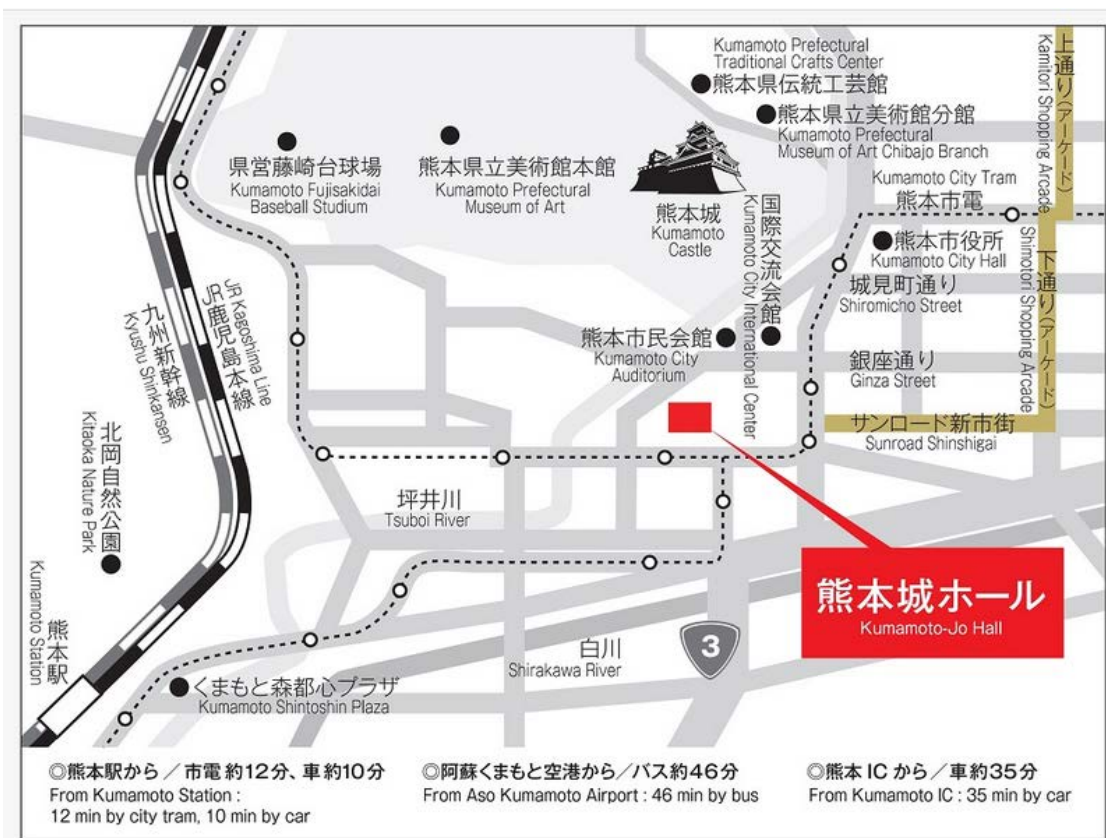 Kumamoto Prefectural
Traditional Crafts Center
熊本県伝統工芸館
熊本県立美術館分館
Kumamoto Prefectural
Museum of Art Chibajo Branch
上通り(アーケード)
Kamitori Shopping Arcade
県営藤崎台球場
Kumamoto Fujisakidai
Baseball Studium
熊本県立美術館本館
Kumamoto Prefectural
Museum of Art
熊本城
Kumamoto
Castle
国際交流会館
Kumamoto City International Center
Kumamoto City Tram
熊本市電
熊本市役所
Kumamoto City Hall
城見町通り
Shiromicho Street
下通り(アーケード)
Shimotori Shopping Arcade
九州新幹線
Kyushu Shinkansen
JR鹿児島本線
JR Kagoshima Line
熊本市民会館
Kumamoto City
Auditorium
銀座通り
Ginza Street
サンロード新市街
Sunroad Shinshigai
北岡自然公園
Kitaoka Nature Park
坪井川
Tsuboi River
熊本城ホール
Kumamoto-Jo Hall
熊本駅
Kumamoto Station
白川
Shirakawa River
3
くまもと森都心プラザ
Kumamoto Shintoshin Plaza
◎熊本駅から／市電 約12分、車 約10分
From Kumamoto Station :
12 min by city tram, 10 min by car
◎阿蘇くまもと空港から／バス約46分
From Aso Kumamoto Airport : 46 min by bus
◎熊本 IC から／車約35分
From Kumamoto IC : 35 min by car